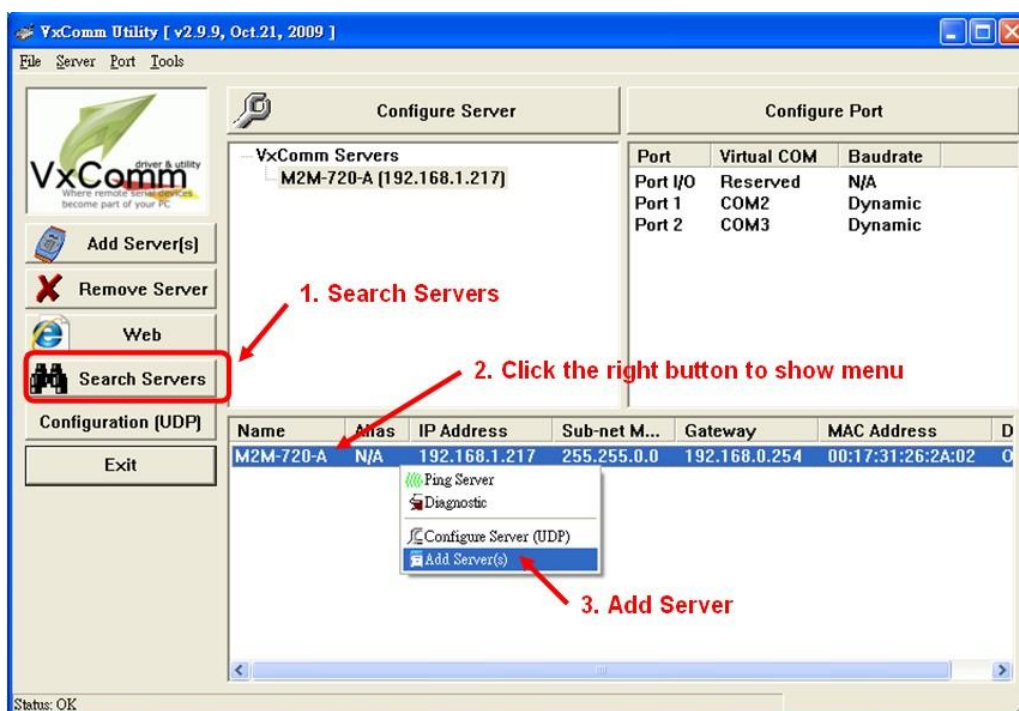 VxComm Utility [ v2.9.9, Oct.21, 2009 ]
File Server Port Tools
VxComm
driver & utility
Where remote serial devices
become part of your PC
Add Server(s)
Remove Server
Web
Search Servers
Configuration (UDP)
Exit
Configure Server
VxComm Servers
M2M-720-A (192.168.1.217)
Configure Port
Port Virtual COM Baudrate
Port I/O Reserved N/A
Port 1 COM2 Dynamic
Port 2 COM3 Dynamic
1. Search Servers
2. Click the right button to show menu
Name Alias IP Address Sub-net M... Gateway MAC Address D
M2M-720-A N/A 192.168.1.217 255.255.0.0 192.168.0.254 00:17:31:26:2A:02
Ping Server
Diagnostic
Configure Server (UDP)
Add Server(s)
3. Add Server
Status: OK